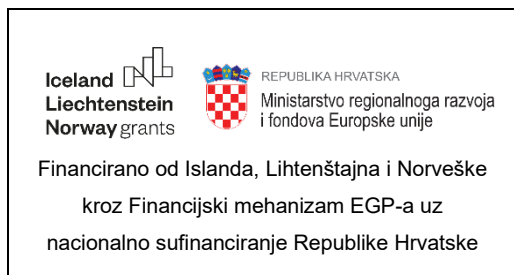 Iceland
Liechtenstein
Norway grants
REPUBLIKA HRVATSKA
Ministarstvo regionalnoga razvoja
i fondova Europske unije
Financirano od Islanda, Lihtenštajna i Norveške
kroz Financijski mehanizam EGP-a uz
nacionalno sufinanciranje Republike Hrvatske